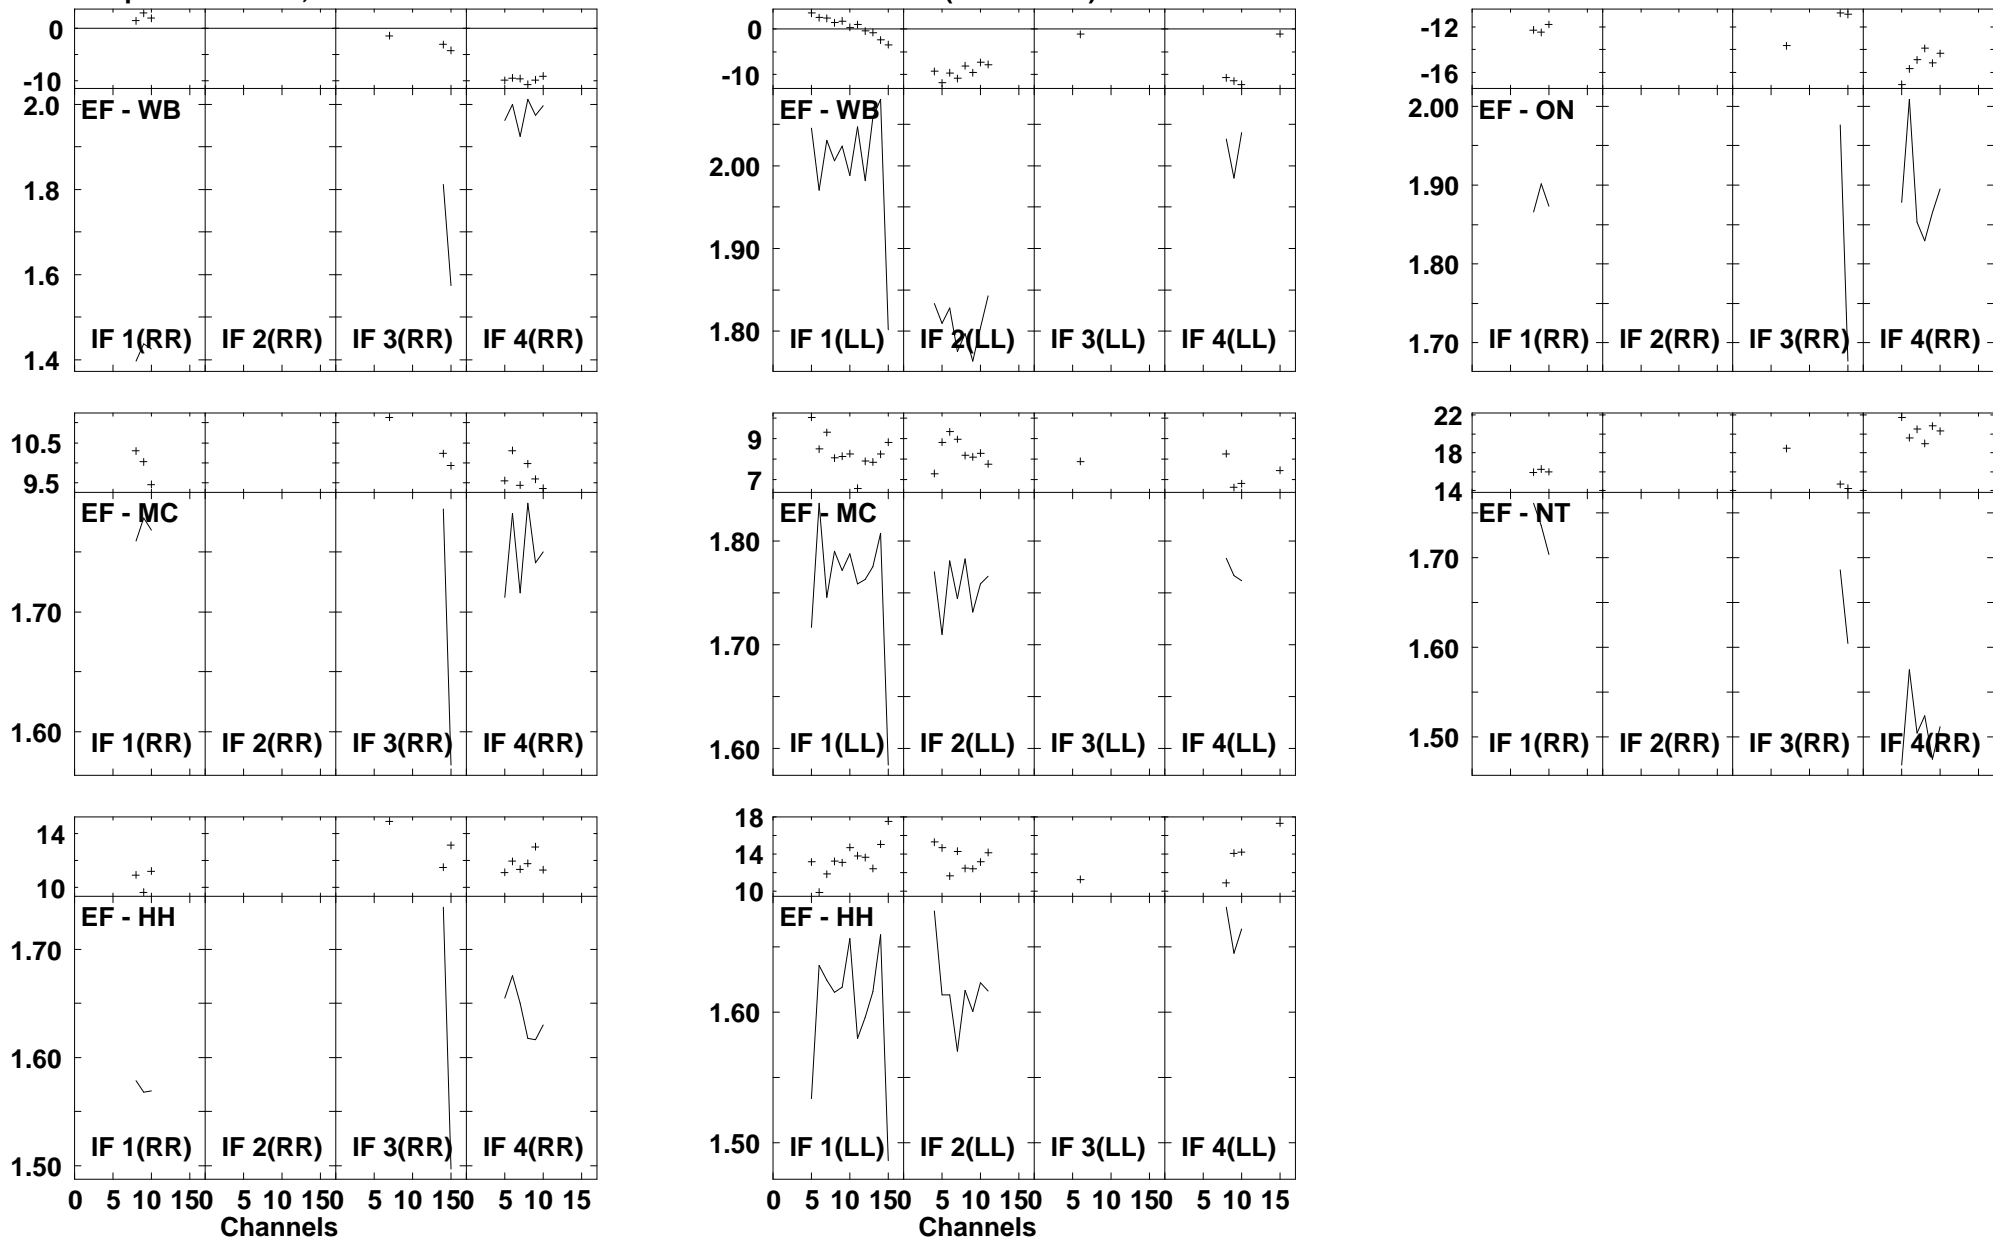 0
-10
2.0
1.8
1.6
1.4
EF - WB
IF 1(RR) IF 2(RR) IF 3(RR) IF 4(RR)
0
-10
2.00
1.90
1.80
EF - WB
IF 1(LL) IF 2(LL) IF 3(LL) IF 4(LL)
-12
-16
2.00
1.90
1.80
1.70
EF - ON
IF 1(RR) IF 2(RR) IF 3(RR) IF 4(RR)
10.5
9.5
1.70
1.60
EF - MC
IF 1(RR) IF 2(RR) IF 3(RR) IF 4(RR)
9
7
1.80
1.70
1.60
EF - MC
IF 1(LL) IF 2(LL) IF 3(LL) IF 4(LL)
22
18
14
1.70
1.60
1.50
EF - NT
IF 1(RR) IF 2(RR) IF 3(RR) IF 4(RR)
14
10
1.70
1.60
1.50
EF - HH
IF 1(RR) IF 2(RR) IF 3(RR) IF 4(RR)
0 5 10 150 5 10 150 5 10 150 5 10 15
Channels
18
14
10
1.60
1.50
EF - HH
IF 1(LL) IF 2(LL) IF 3(LL) IF 4(LL)
0 5 10 150 5 10 150 5 10 150 5 10 15
Channels